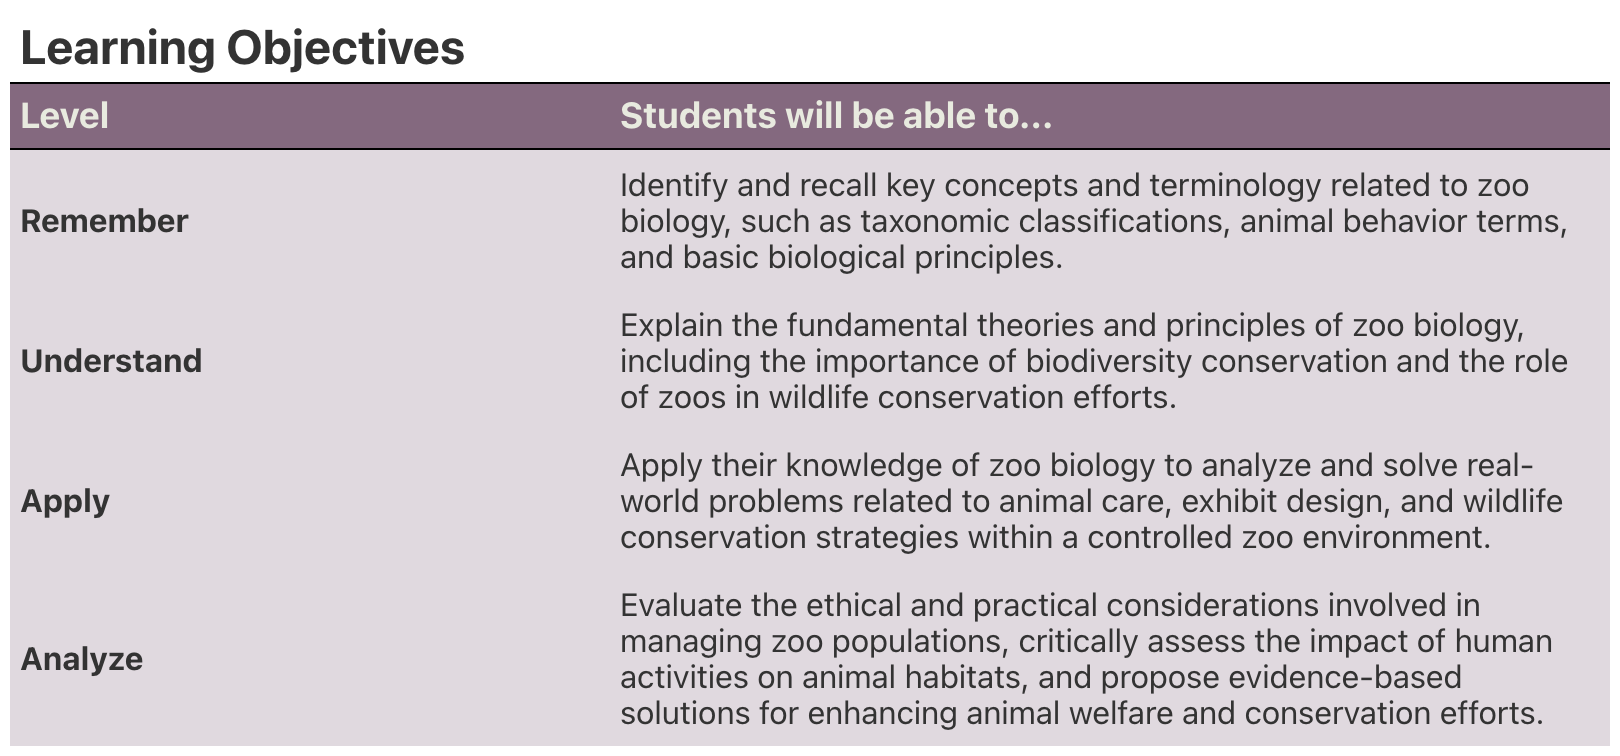 Learning Objectives
Level
Students will be able to...
Remember
Identify and recall key concepts and terminology related to zoo
biology, such as taxonomic classifications, animal behavior terms,
and basic biological principles.
Understand
Explain the fundamental theories and principles of zoo biology,
including the importance of biodiversity conservation and the role
of zoos in wildlife conservation efforts.
Apply
Apply their knowledge of zoo biology to analyze and solve real-
world problems related to animal care, exhibit design, and wildlife
conservation strategies within a controlled zoo environment.
Analyze
Evaluate the ethical and practical considerations involved in
managing zoo populations, critically assess the impact of human
activities on animal habitats, and propose evidence-based
solutions for enhancing animal welfare and conservation efforts.